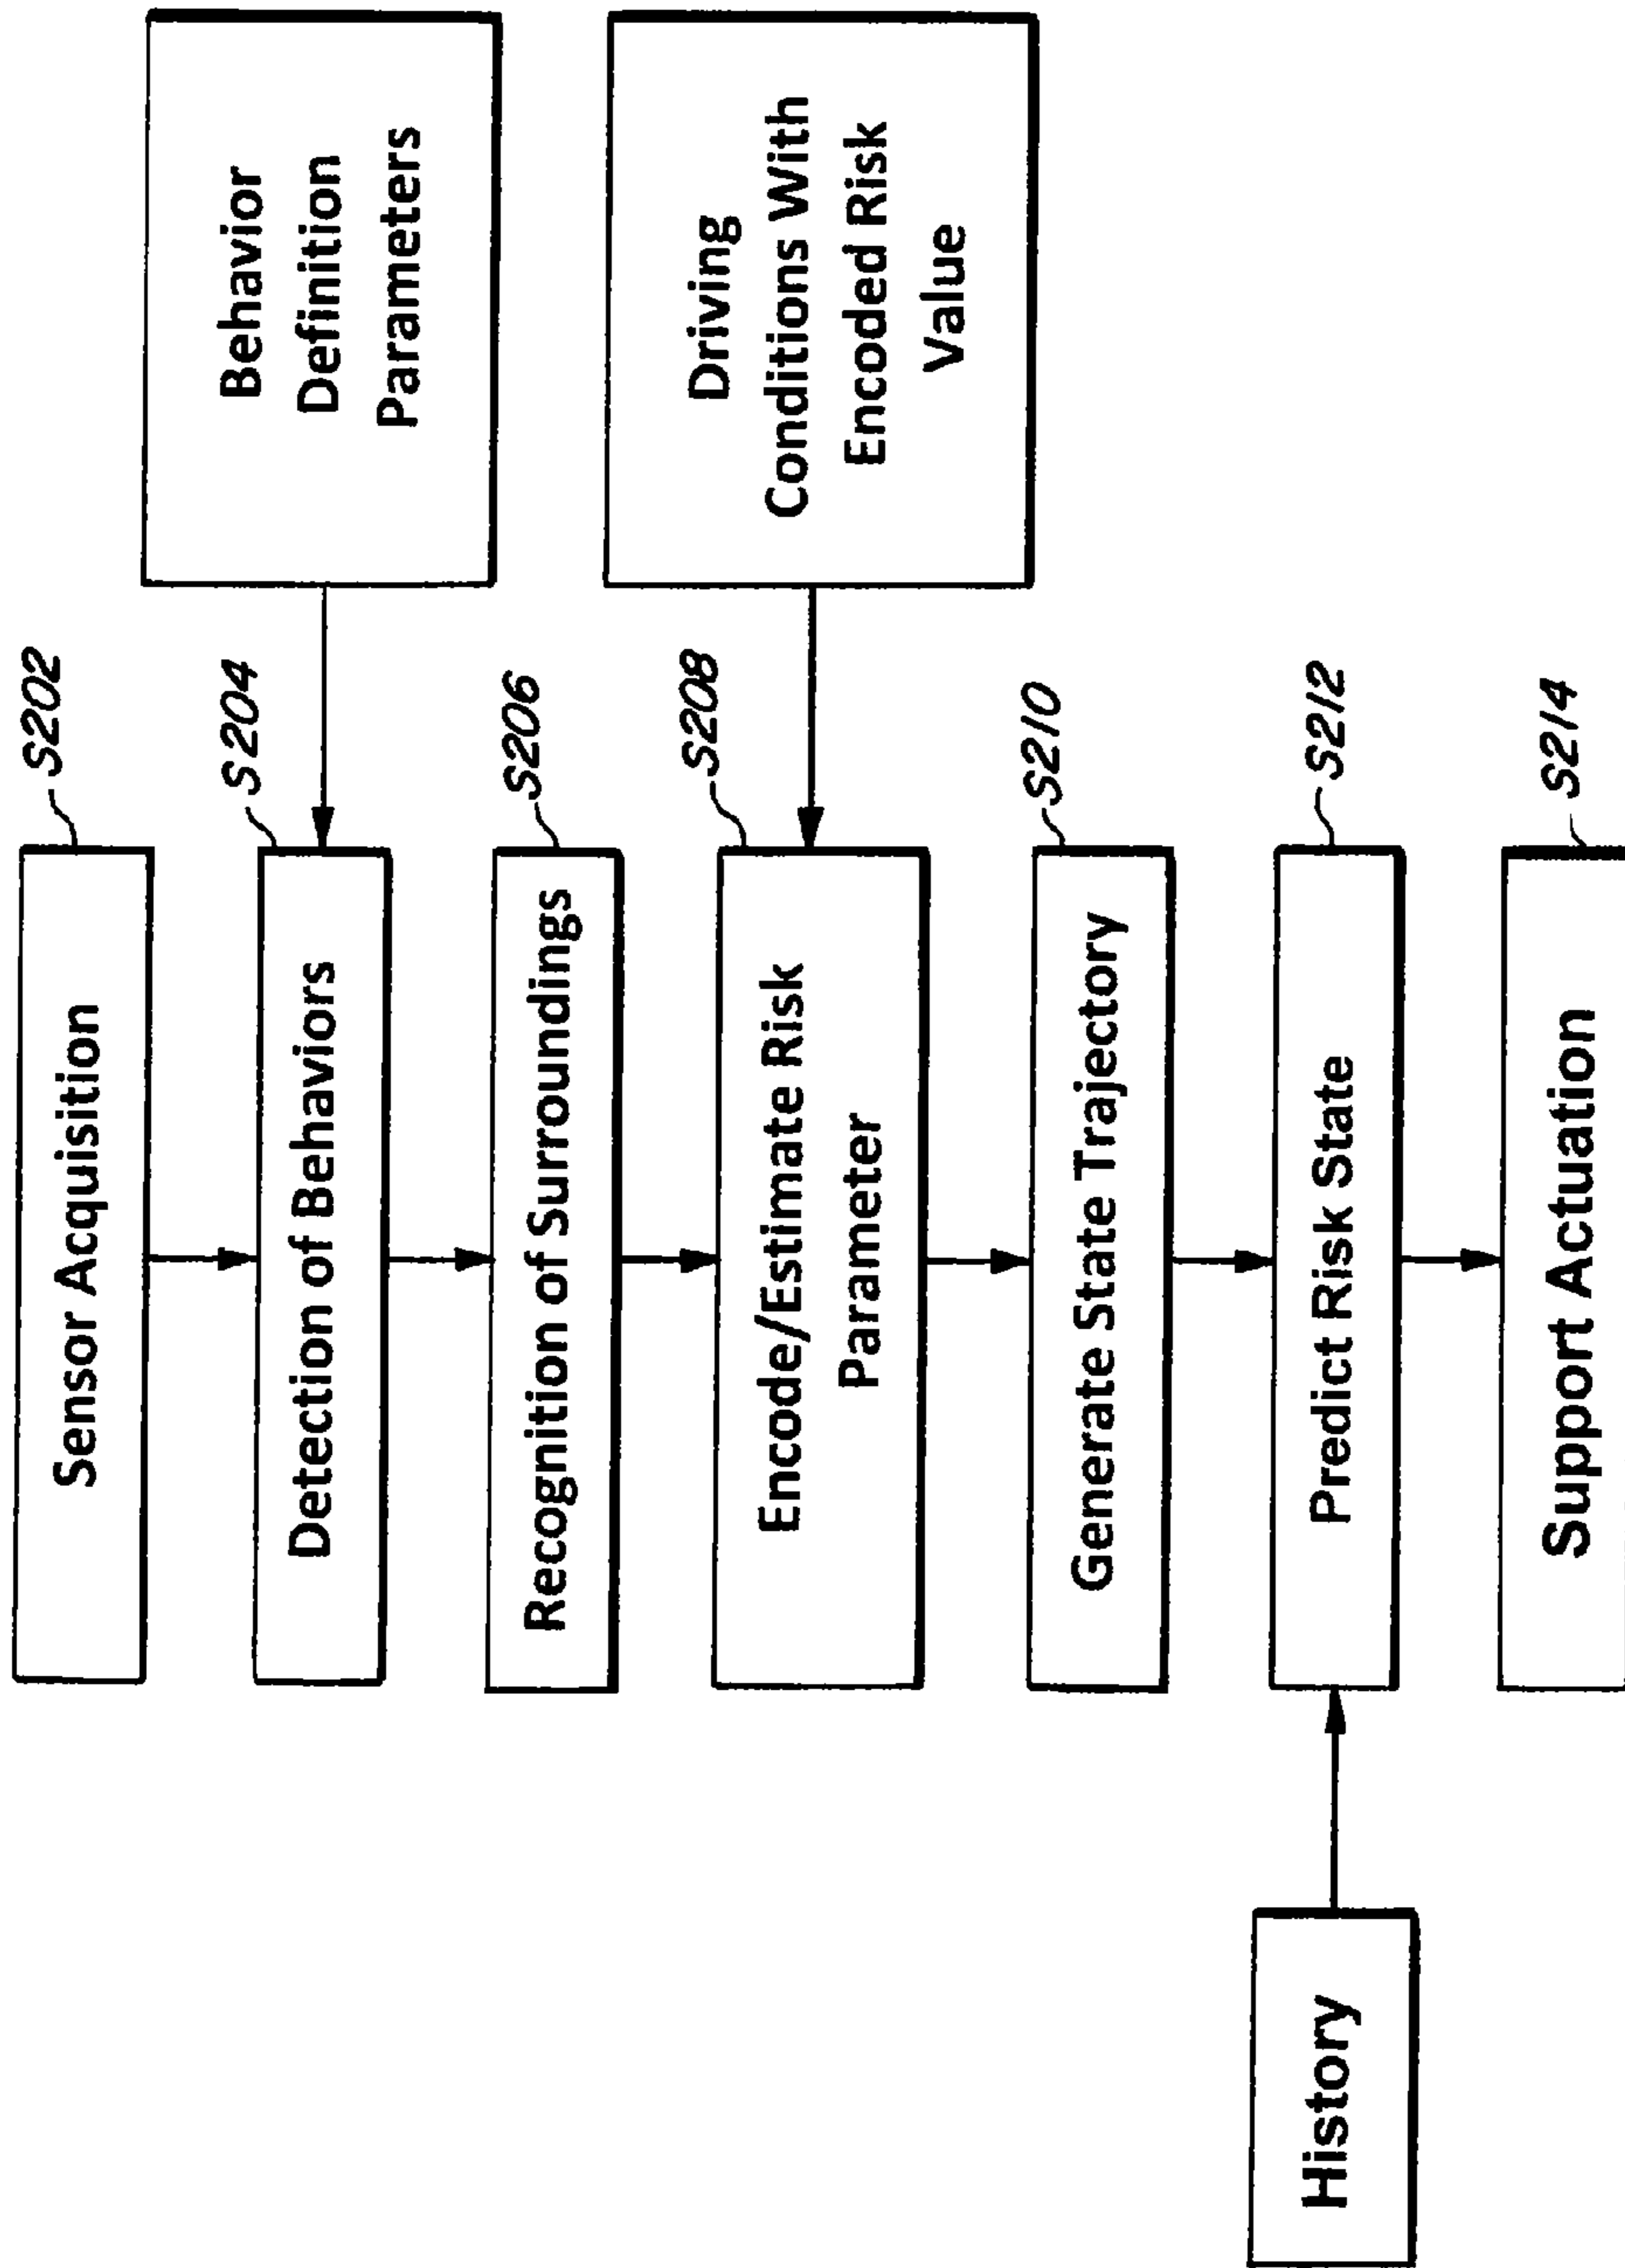 S202
Sensor Acquisition
S204
Detection of Behaviors
Behavior
Definition
Parameters
S206
Recognition of Surroundings
S208
Encode/Estimate Risk
Parameter
Driving
Conditions With
Encoded Risk
Value
S210
Generate State Trajectory
S212
Predict Risk State
History
S214
Support Actuation